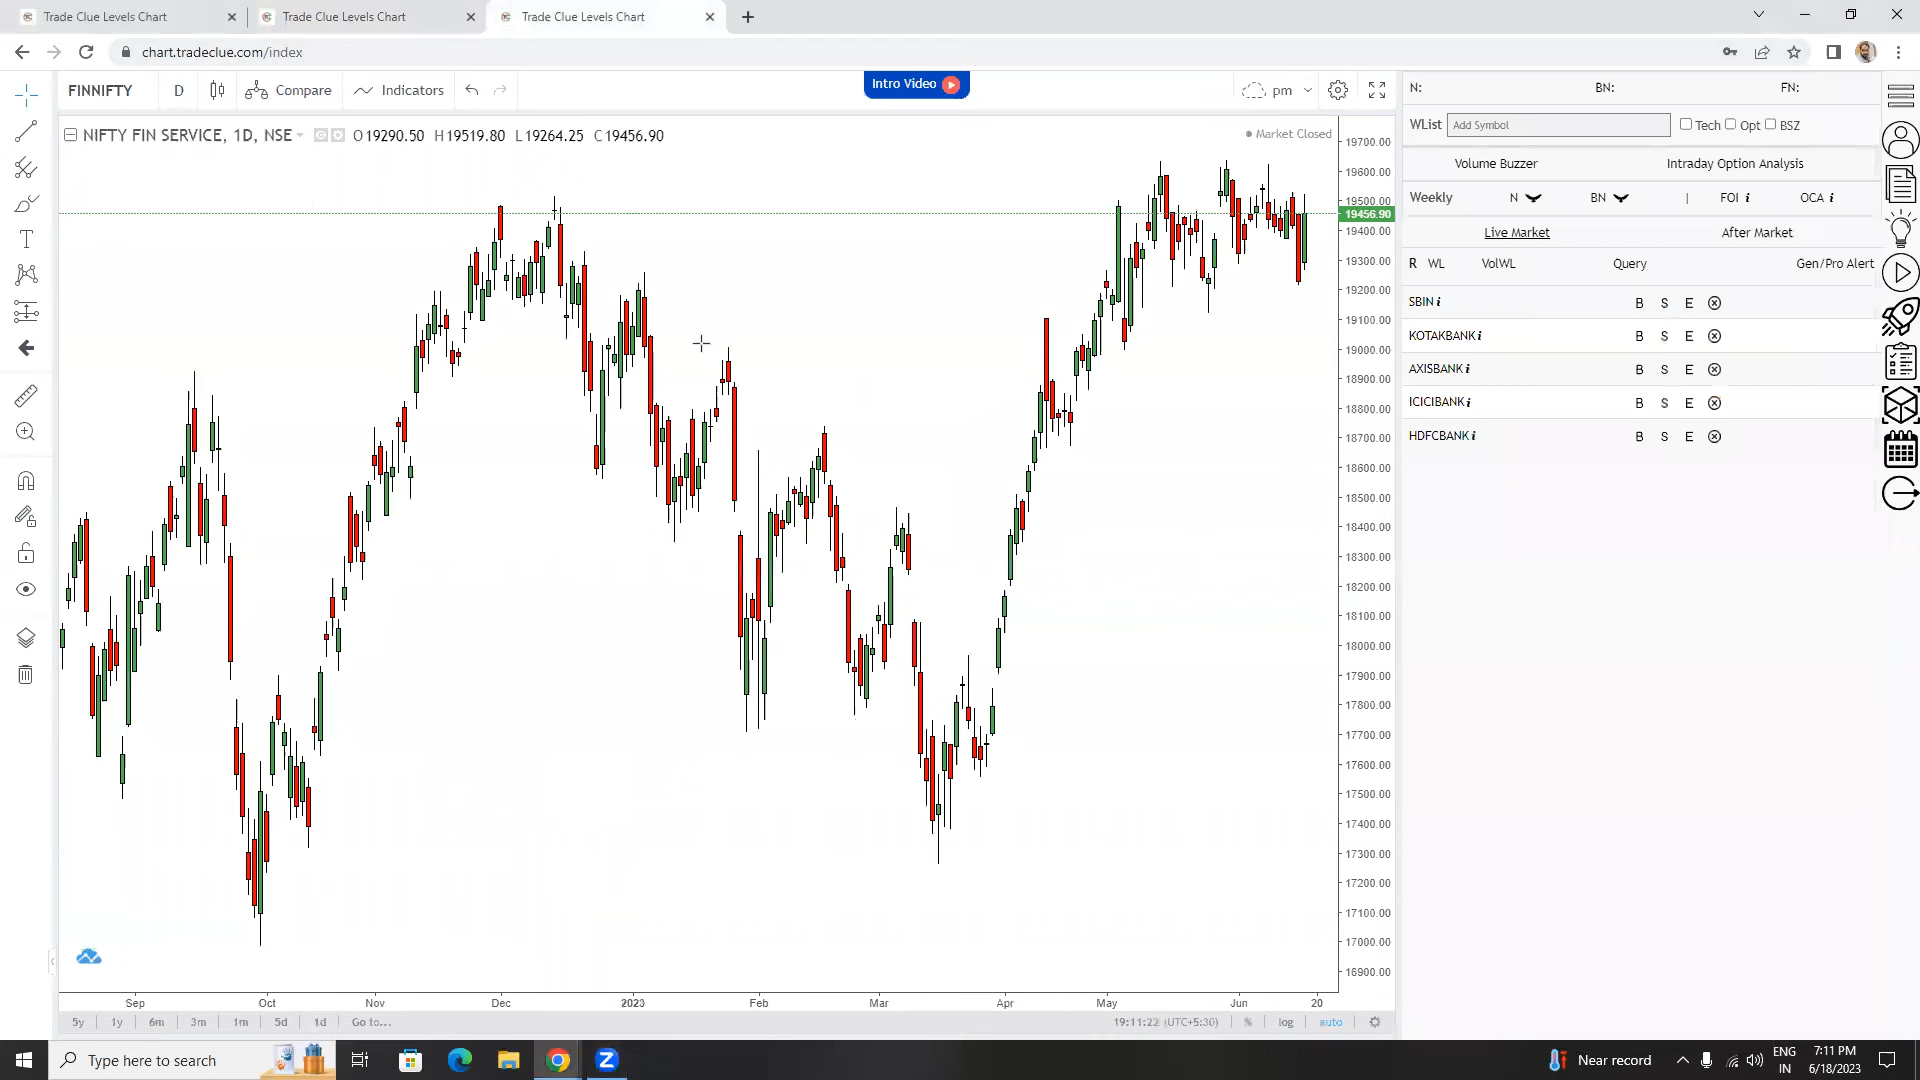 Trade Clue Levels Chart
Trade Clue Levels Chart
Trade Clue Levels Chart
chart.tradeclue.com/index
FINNIFTY D Compare Indicators Intro Video pm
NIFTY FIN SERVICE, 1D, NSE O19290.50 H19519.80 L19264.25 C19456.90
Market Closed
19700.00
19600.00
19500.00
19456.90
19400.00
19300.00
19200.00
19100.00
19000.00
18900.00
18800.00
18700.00
18600.00
18500.00
18400.00
18300.00
18200.00
18100.00
18000.00
17900.00
17800.00
17700.00
17600.00
17500.00
17400.00
17300.00
17200.00
17100.00
17000.00
16900.00
Sep Oct Nov Dec 2023 Feb Mar Apr May Jun 20
5y 1y 6m 3m 1m 5d 1d Go to... 19:11:22 (UTC+5:30) % log auto
N: BN: FN:
WList Add Symbol Tech Opt BSZ
Volume Buzzer Intraday Option Analysis
Weekly N BN | FOI i OCA i
Live Market After Market
R WL VolWL Query Gen/Pro Alert
SBIN i B S E
KOTAKBANK i B S E
AXISBANK i B S E
ICICIBANK i B S E
HDFCBANK i B S E
Type here to search
Near record
ENG
IN
7:11 PM
6/18/2023